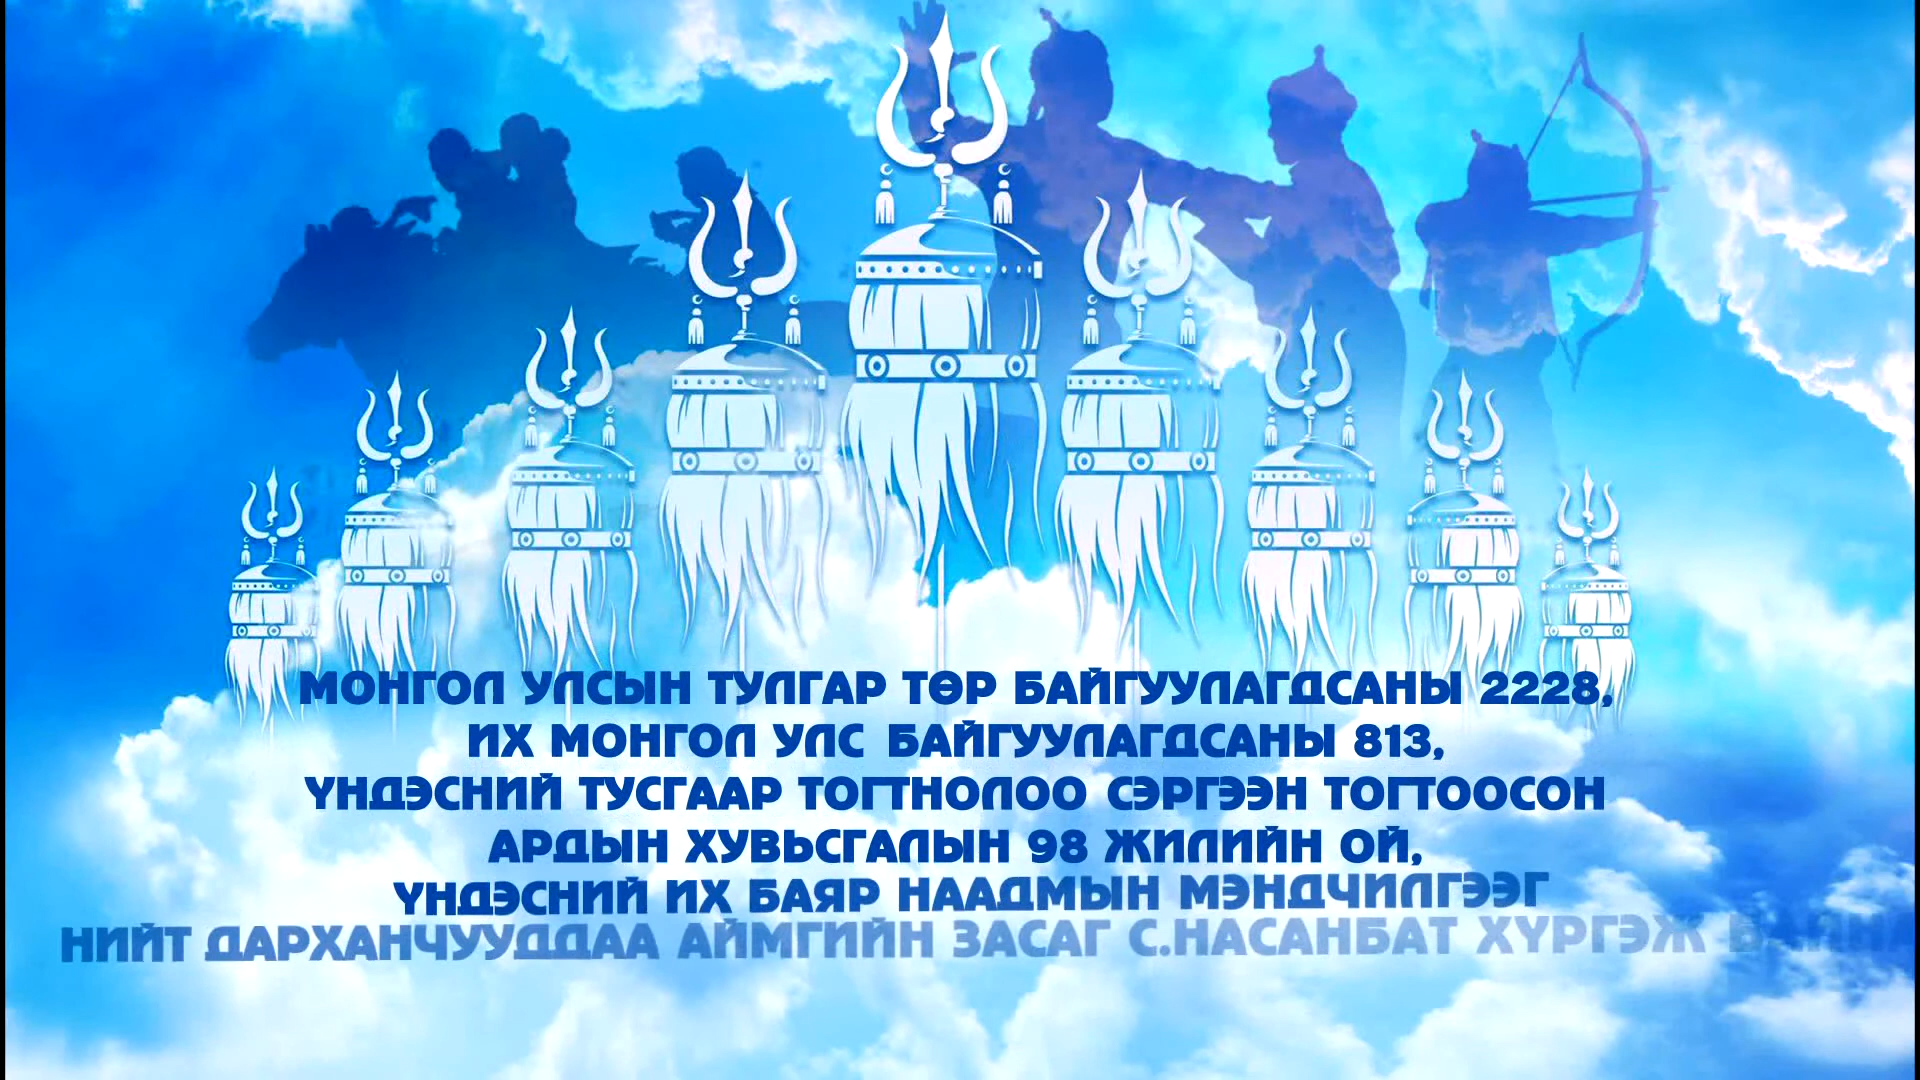 МОНГОЛ УЛСЫН ТУЛГАР ТӨР БАЙГУУЛАГДСАНЫ 2228,
ИХ МОНГОЛ УЛС БАЙГУУЛАГДСАНЫ 813,
ҮНДЭСНИЙ ТУСГААР ТОГТНОЛОО СЭРГЭЭН ТОГТООСОН
АРДЫН ХУВЬСГАЛЫН 98 ЖИЛИЙН ОЙ,
ҮНДЭСНИЙ ИХ БАЯР НААДМЫН МЭНДЧИЛГЭЭГ
НИЙТ ДАРХАНЧУУДДАА АЙМГИЙН ЗАСАГ С.НАСАНБАТ ХҮРГЭЖ БАЙНА